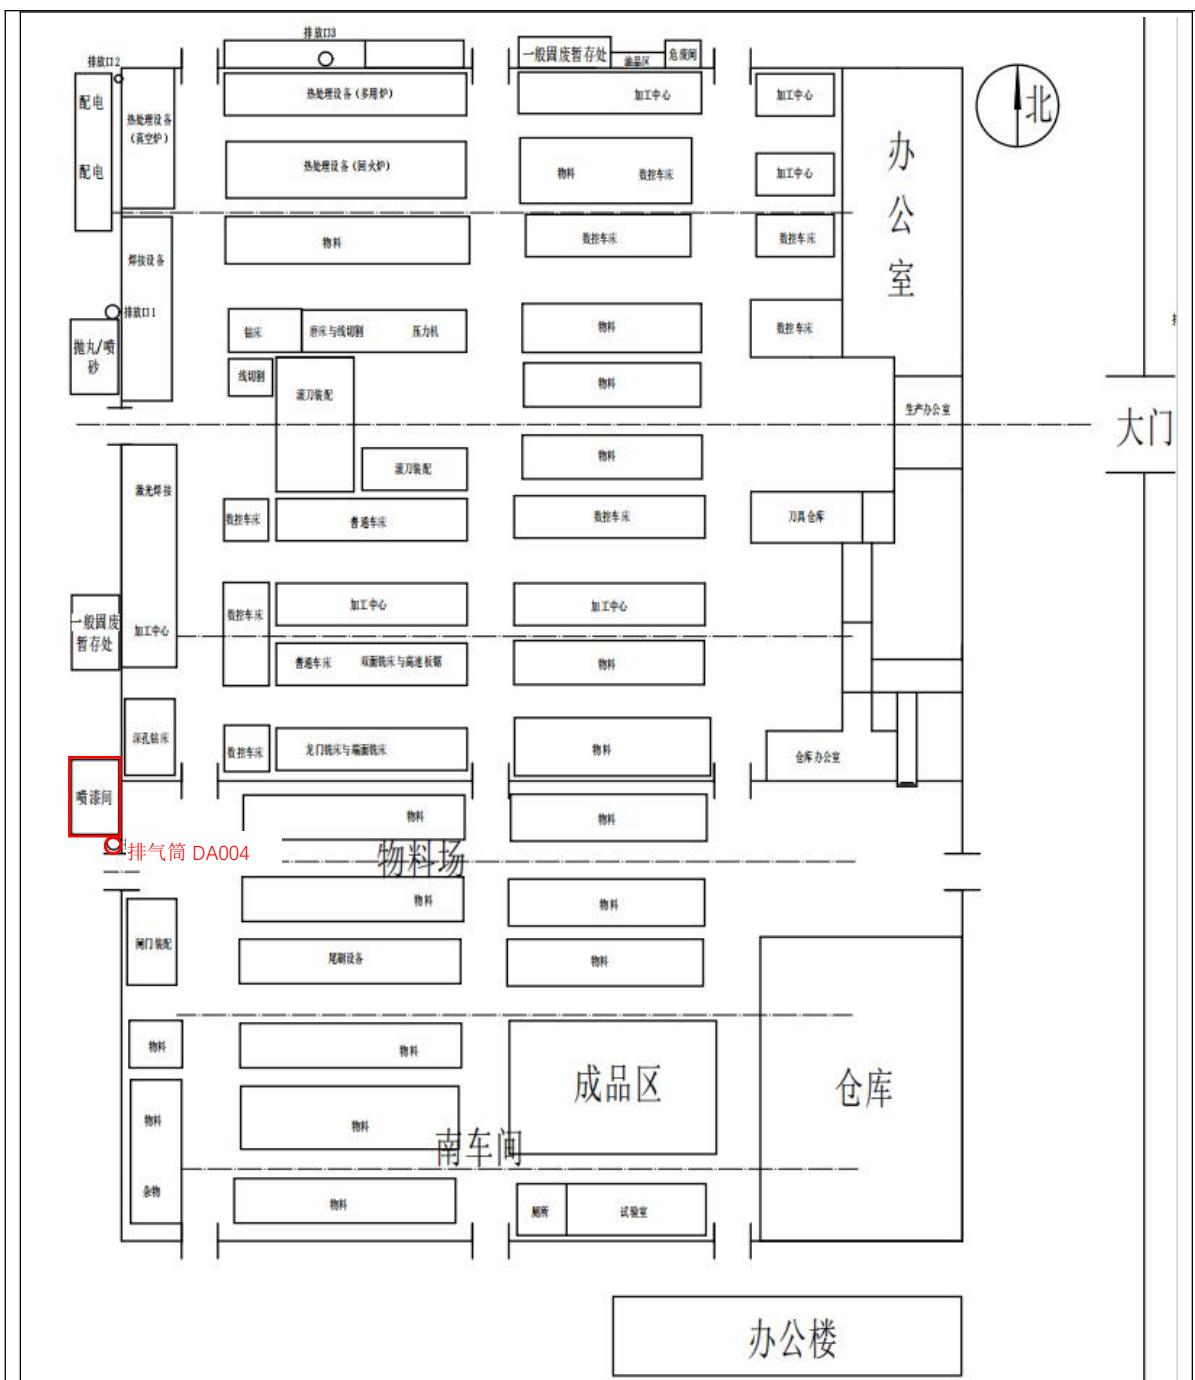 排放口3
排放口2
一般固废暂存处
油品区
危废间
配电
热处理设备
(真空炉)
热处理设备(多用炉)
加工中心
加工中心
北
办公室
配电
热处理设备(回火炉)
物料
数控车床
加工中心
焊接设备
物料
数控车床
数控车床
排放口1
抛丸/喷
砂
钻床
磨床与线切割
压力机
物料
数控车床
线切割
滚刀装配
物料
生产办公室
大门
滚刀装配
物料
激光焊接
数控车床
普通车床
数控车床
刀具仓库
一般固废
暂存处
加工中心
数控车床
加工中心
加工中心
普通车床
双面铣床与高速板锯
物料
深孔钻床
数控车床
龙门铣床与端面铣床
物料
仓库办公室
喷漆间
物料
物料
排气筒 DA004
物料场
物料
物料
闸门装配
尾刷设备
物料
物料
物料
成品区
仓库
物料
物料
南车间
杂物
物料
厕所
试验室
办公楼